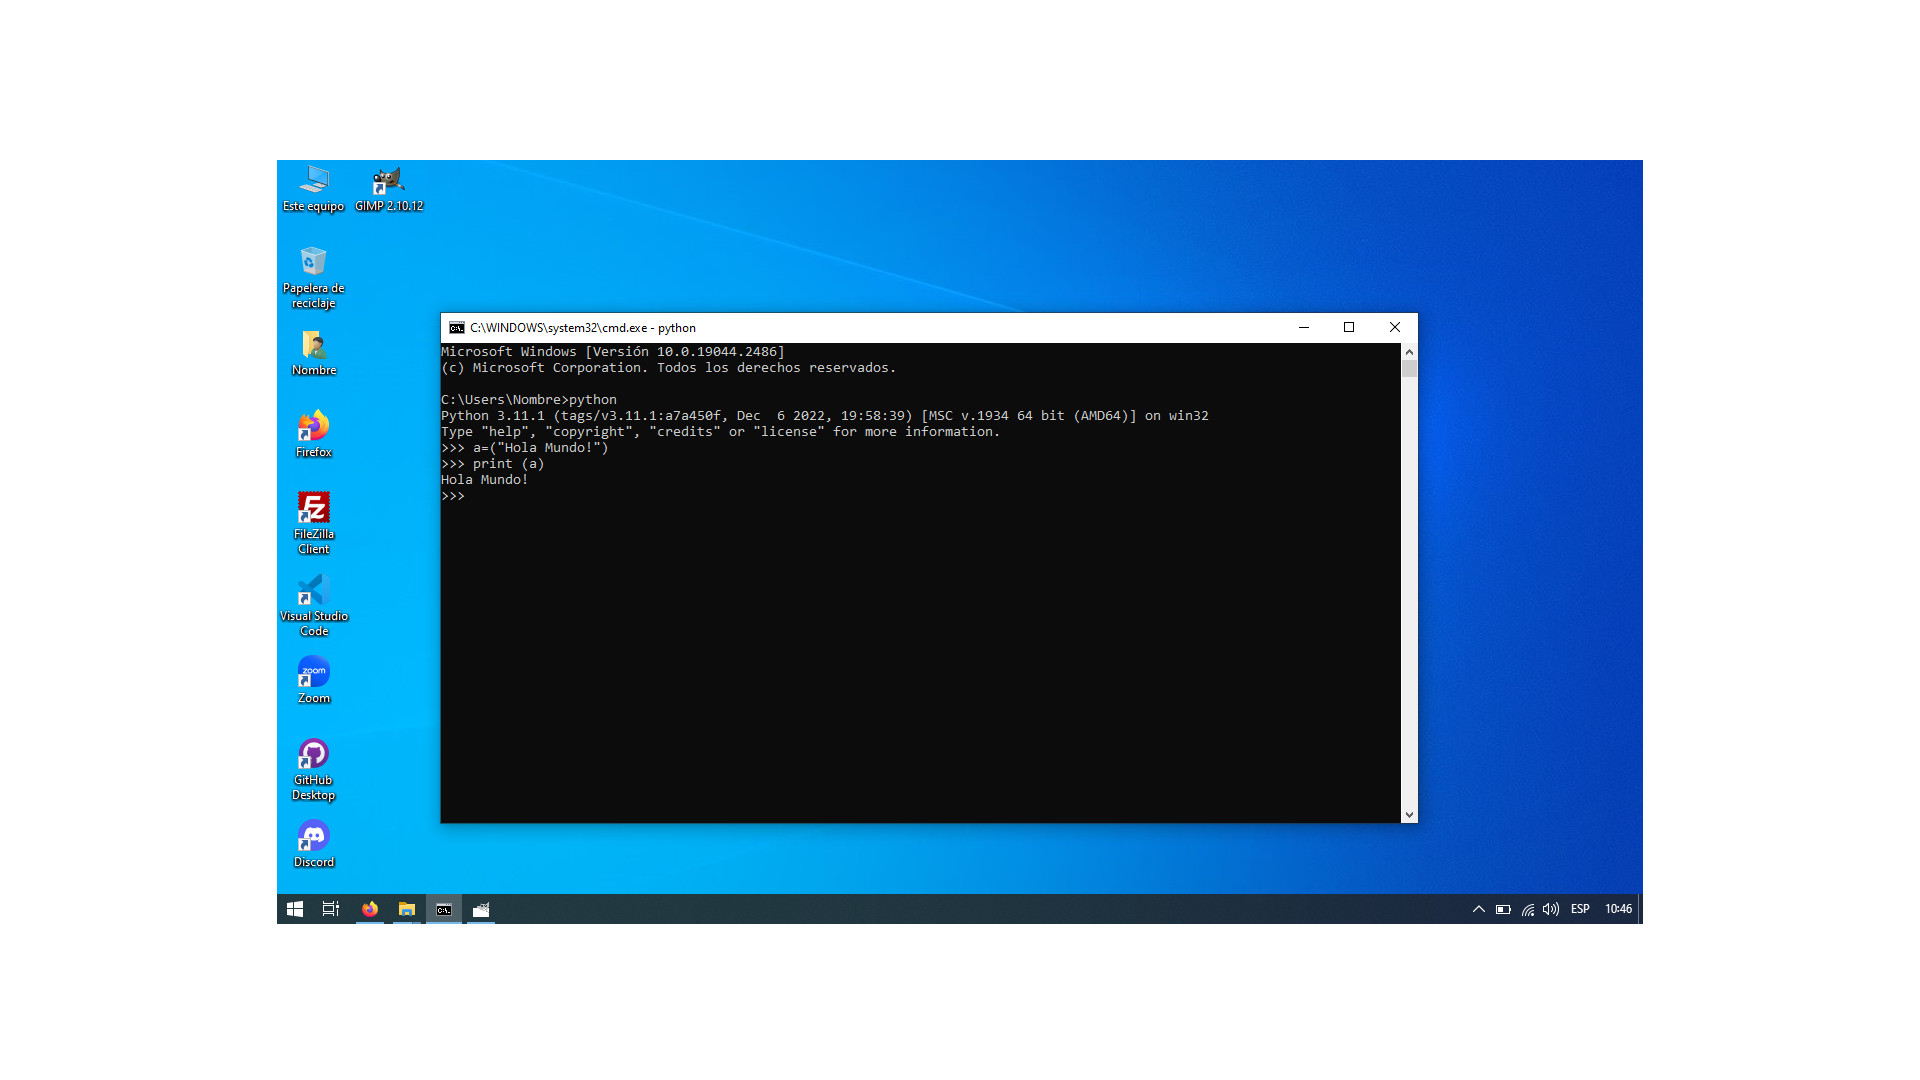 Este equipo
GIMP 2.10.12
Papelera de
reciclaje
Nombre
Firefox
FileZilla
Client
Visual Studio
Code
zoom
Zoom
GitHub
Desktop
Discord
C:\WINDOWS\system32\cmd.exe - python
Microsoft Windows [Versión 10.0.19044.2486]
(c) Microsoft Corporation. Todos los derechos reservados.
C:\Users\Nombre>python
Python 3.11.1 (tags/v3.11.1:a7a450f, Dec  6 2022, 19:58:39) [MSC v.1934 64 bit (AMD64)] on win32
Type "help", "copyright", "credits" or "license" for more information.
>>> a=("Hola Mundo!")
>>> print (a)
Hola Mundo!
>>>
ESP
10:46